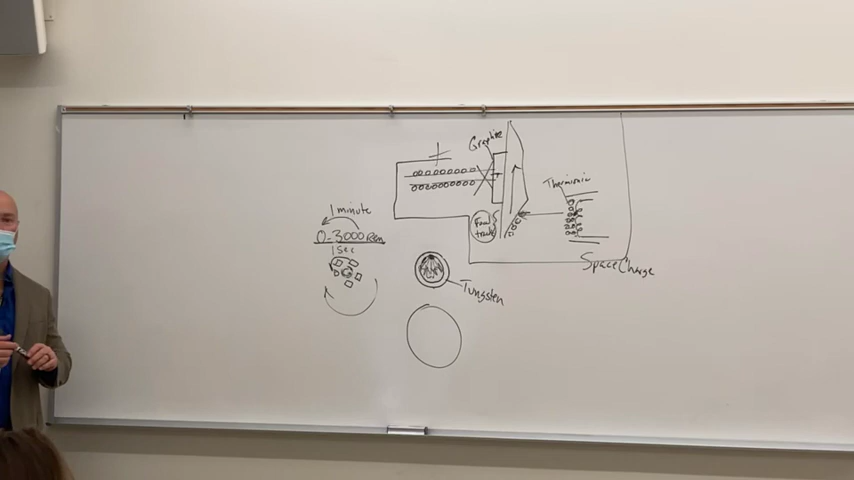 Graphite
Thermionic
1 minute
0-3000 RPM
1 Sec
Focal
track
Space Charge
Tungsten